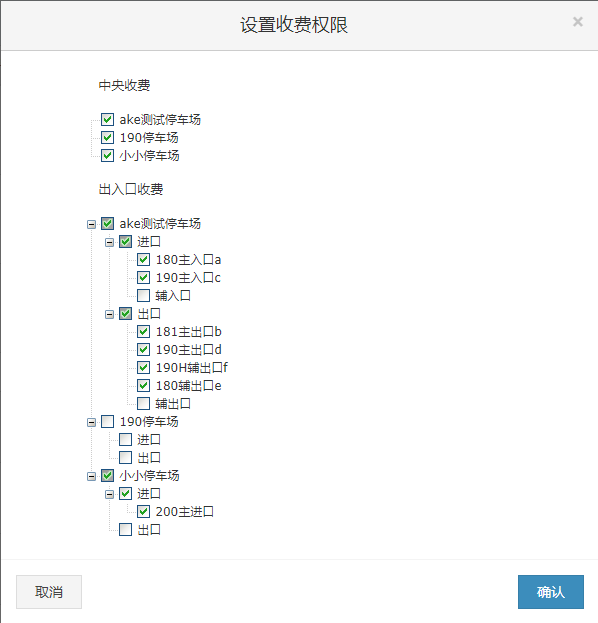 设置收费权限
×
中央收费
ake测试停车场
190停车场
小小停车场
出入口收费
ake测试停车场
进口
180主入口a
190主入口c
辅入口
出口
181主出口b
190主出口d
190H辅出口f
180辅出口e
辅出口
190停车场
进口
出口
小小停车场
进口
200主进口
出口
取消
确认